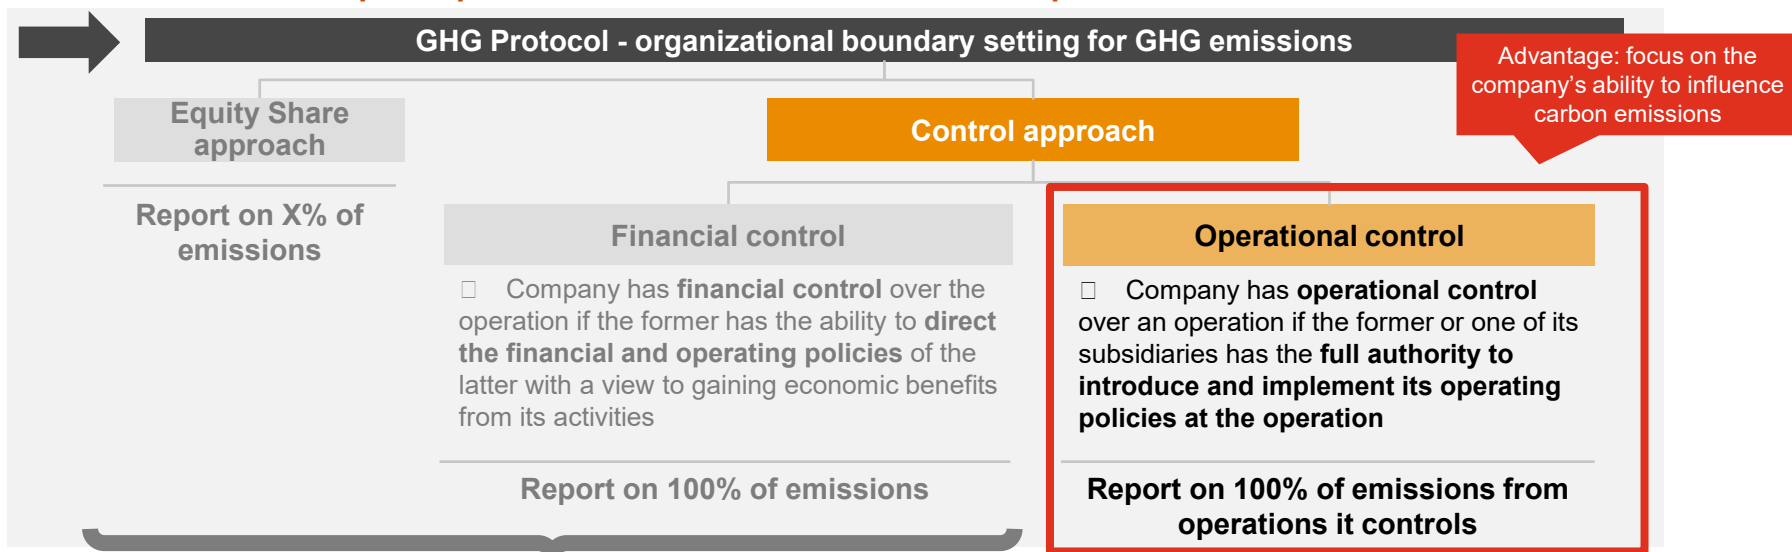 GHG Protocol - organizational boundary setting for GHG emissions
Advantage: focus on the
company's ability to influence
carbon emissions
Equity Share
approach
Control approach
Report on X% of
emissions
Financial control
Company has financial control over the
operation if the former has the ability to direct
the financial and operating policies of the
latter with a view to gaining economic benefits
from its activities
Report on 100% of emissions
Operational control
Company has operational control
over an operation if the former or one of its
subsidiaries has the full authority to
introduce and implement its operating
policies at the operation
Report on 100% of emissions from
operations it controls